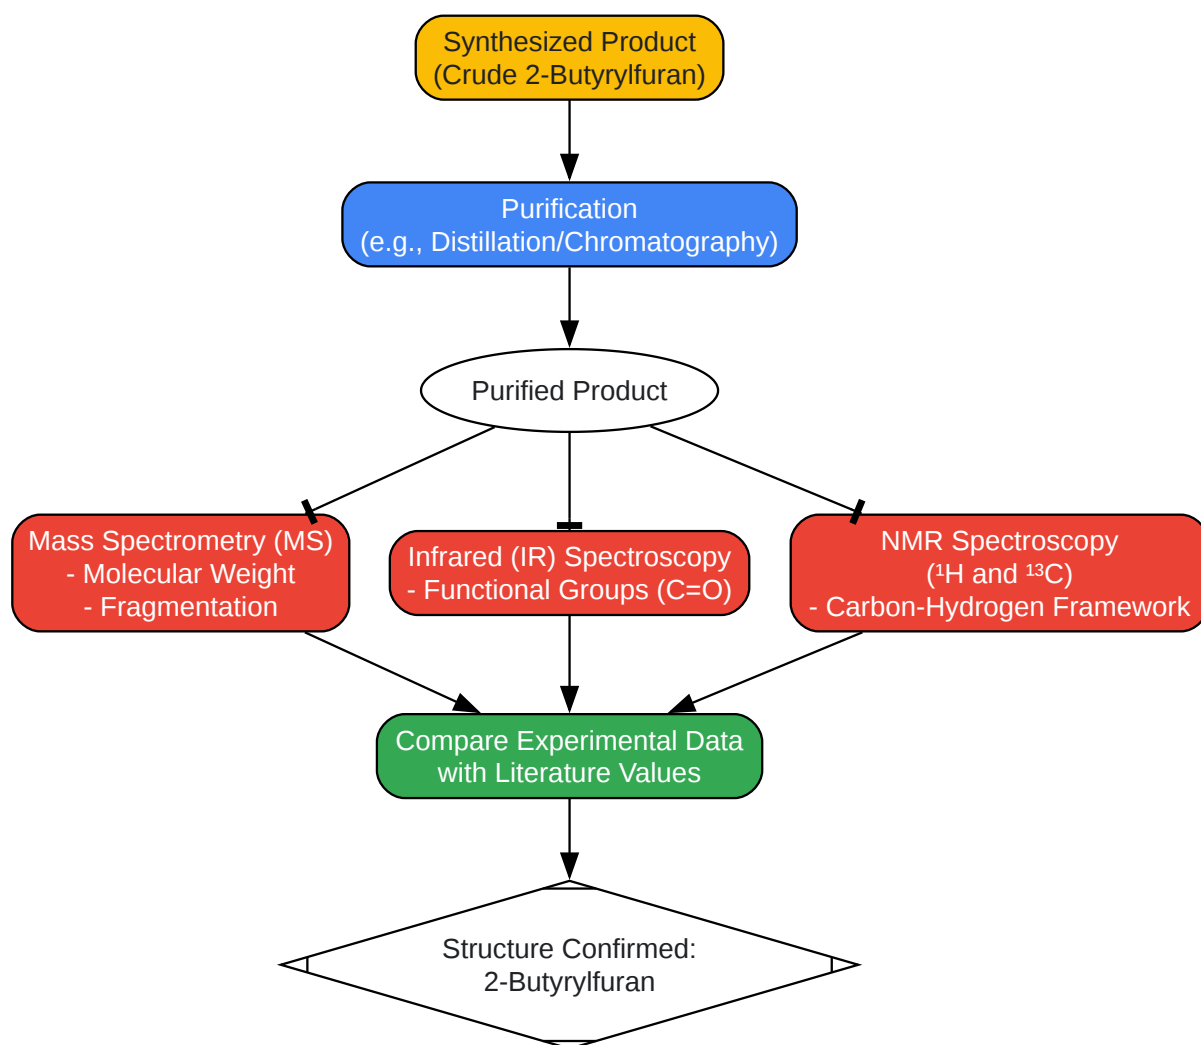 Synthesized Product
(Crude 2-Butyrylfuran)
Purification
(e.g., Distillation/Chromatography)
Purified Product
Mass Spectrometry (MS)
- Molecular Weight
- Fragmentation
Infrared (IR) Spectroscopy
- Functional Groups (C=O)
NMR Spectroscopy
(¹H and ¹³C)
- Carbon-Hydrogen Framework
Compare Experimental Data
with Literature Values
Structure Confirmed:
2-Butyrylfuran